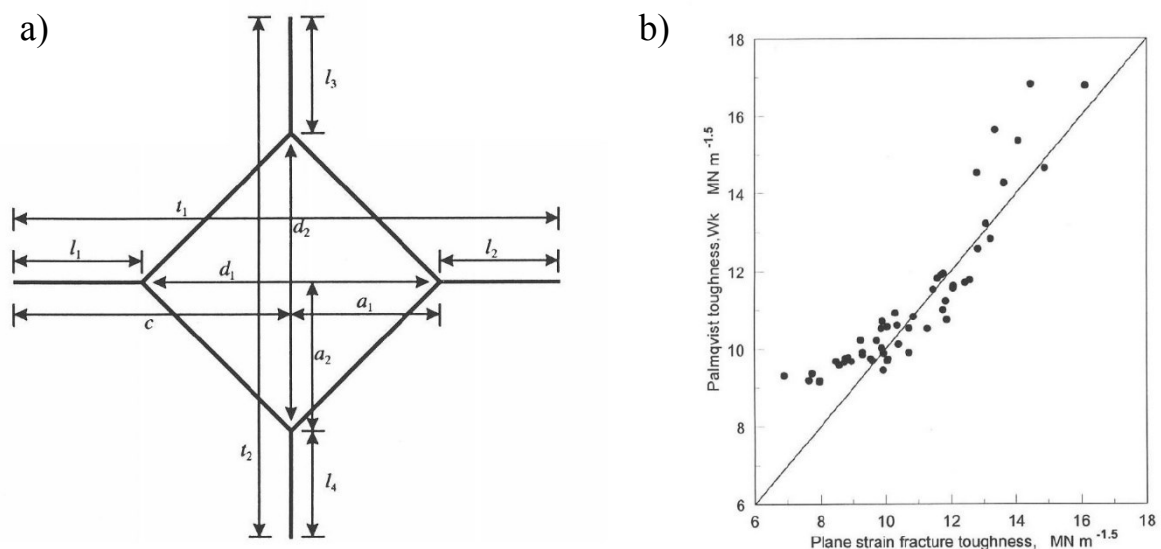 a)
l₃
t₁
d₂
l₁
l₂
d₁
c
a₁
a₂
t₂
l₄
b)
18
16
14
12
10
8
6
6
8
10
12
14
16
18
Palmqvist toughness,Wk MN m ⁻¹·⁵
Plane strain fracture toughness, MN m ⁻¹·⁵